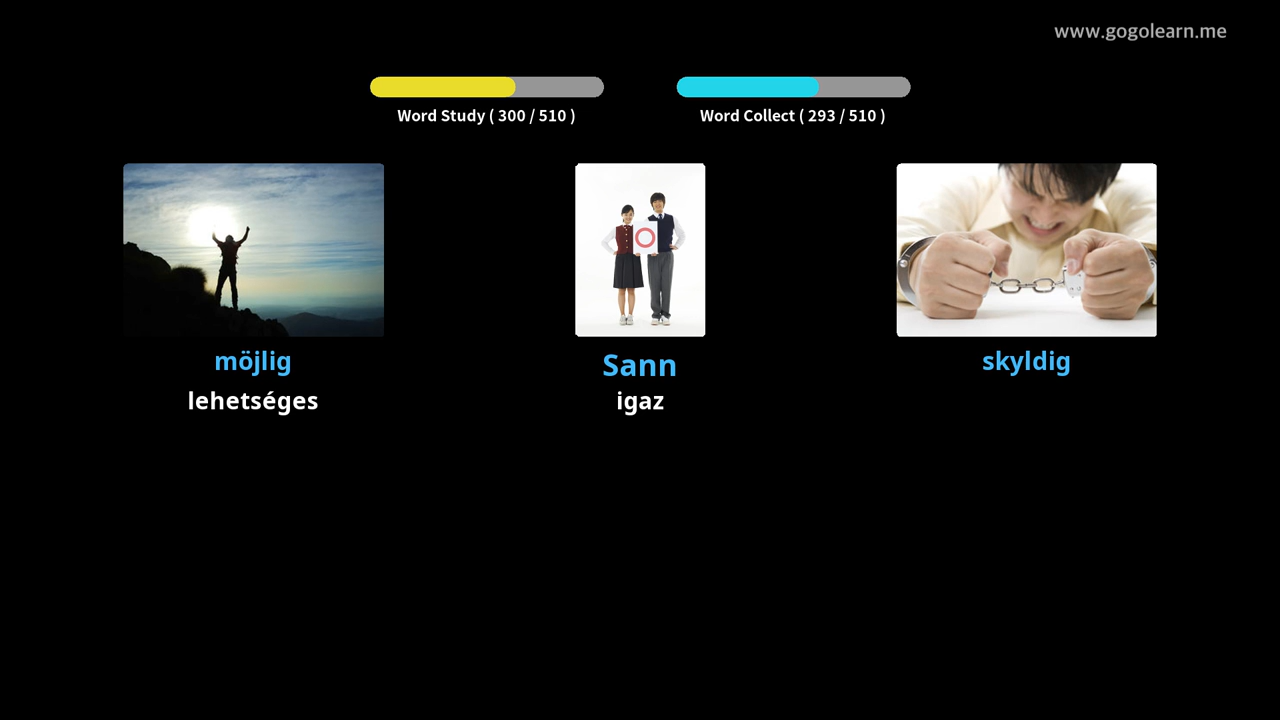 www.gogolearn.me
Word Study ( 300 / 510 )
Word Collect ( 293 / 510 )
möjlig
Sann
skyldig
lehetséges
igaz